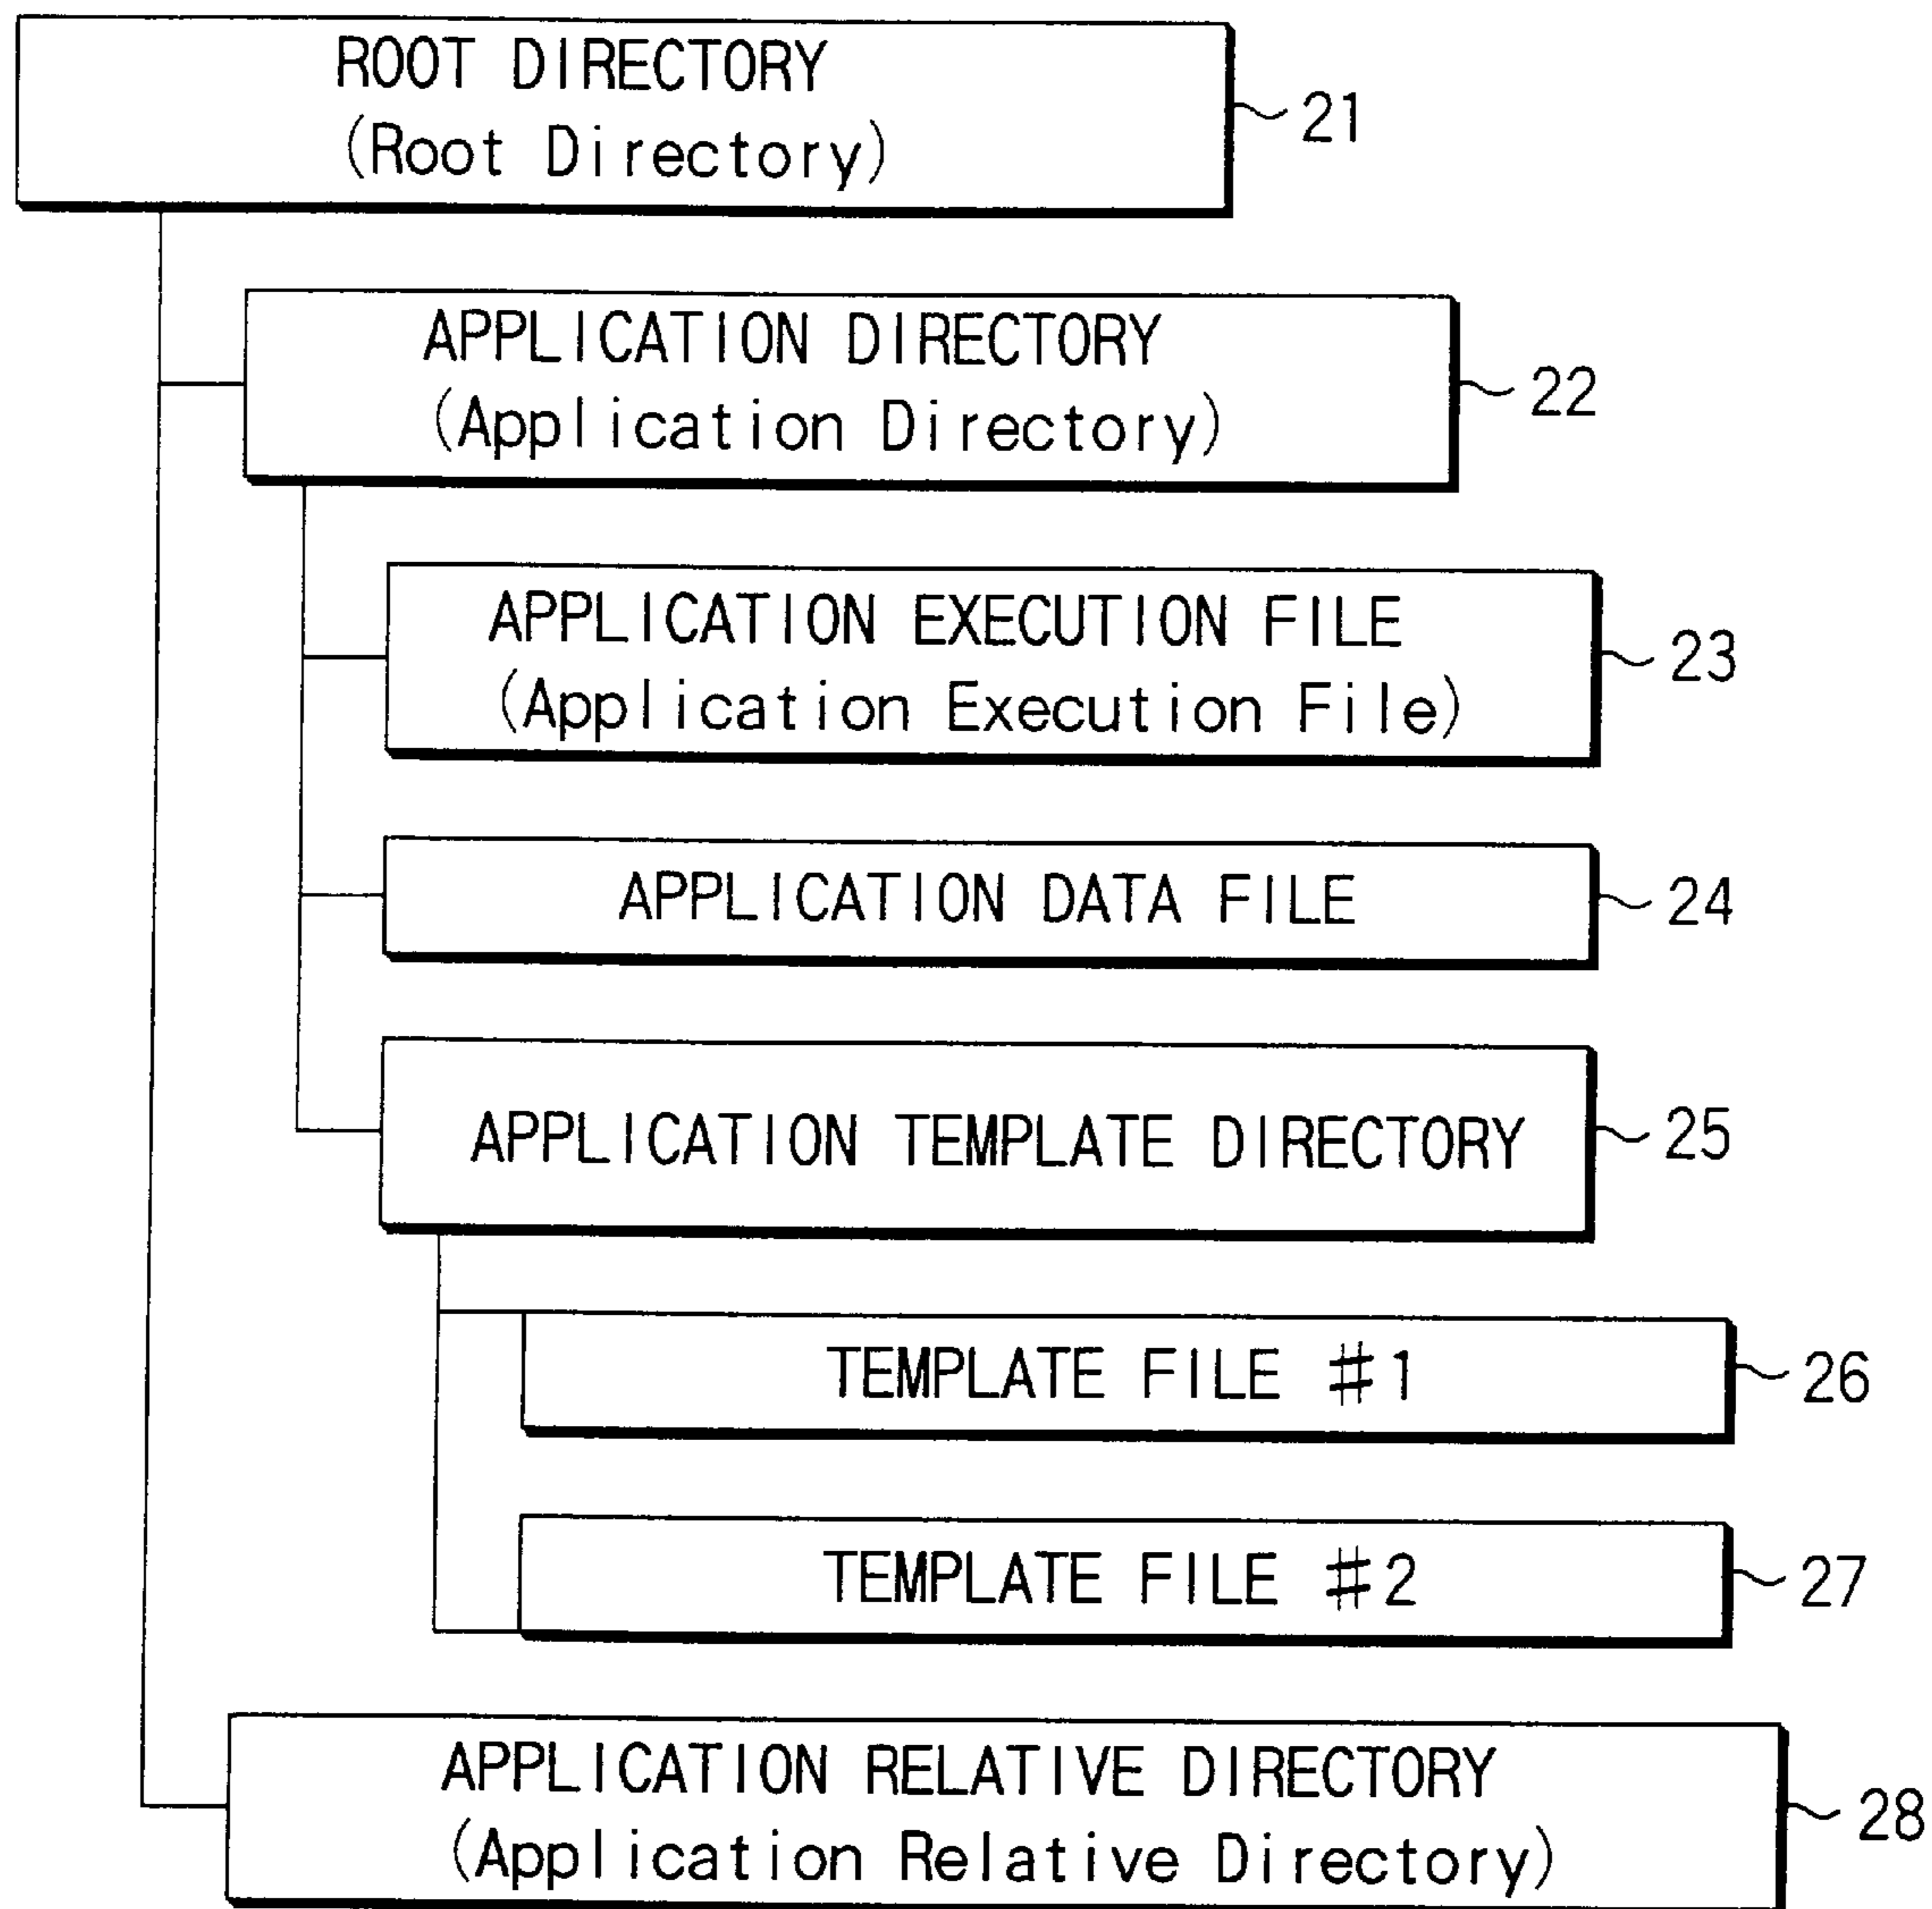 ROOT DIRECTORY
(Root Directory)
21
APPLICATION DIRECTORY
(Application Directory)
22
APPLICATION EXECUTION FILE
(Application Execution File)
23
APPLICATION DATA FILE
24
APPLICATION TEMPLATE DIRECTORY
25
TEMPLATE FILE #1
26
TEMPLATE FILE #2
27
APPLICATION RELATIVE DIRECTORY
(Application Relative Directory)
28